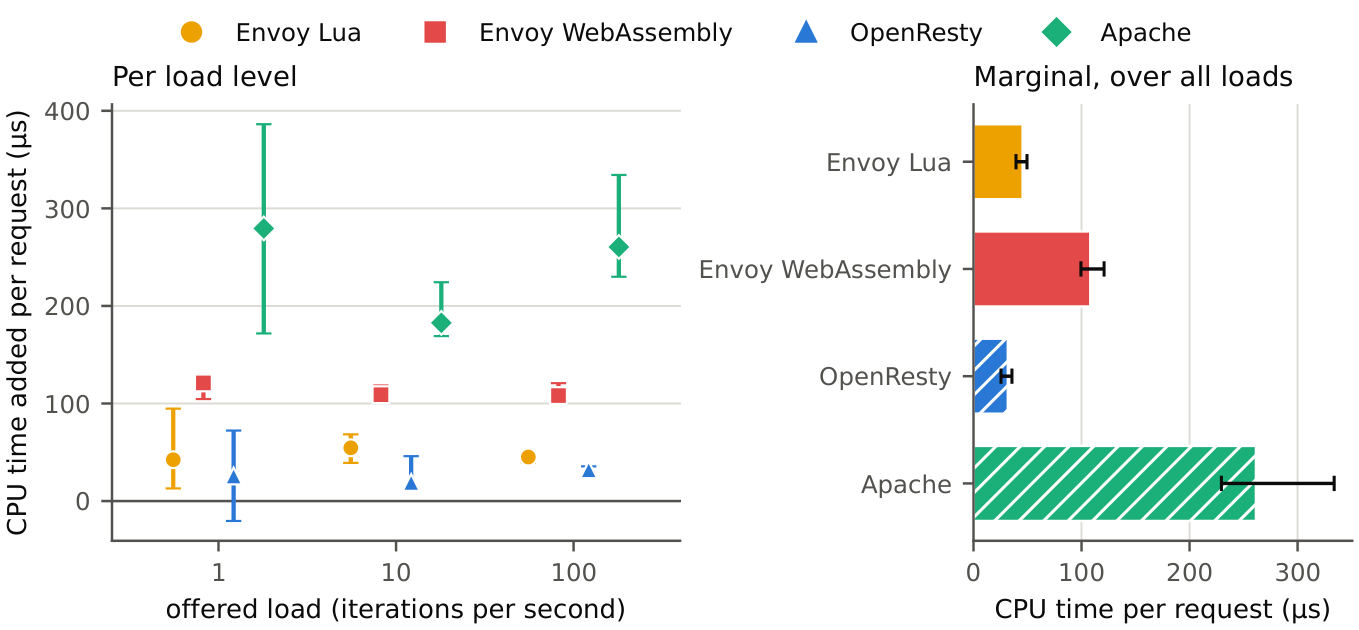 Envoy Lua
Envoy WebAssembly
OpenResty
Apache
Per load level
CPU time added per request (µs)
400
300
200
100
0
1
10
100
offered load (iterations per second)
Marginal, over all loads
Envoy Lua
Envoy WebAssembly
OpenResty
Apache
0
100
200
300
CPU time per request (µs)